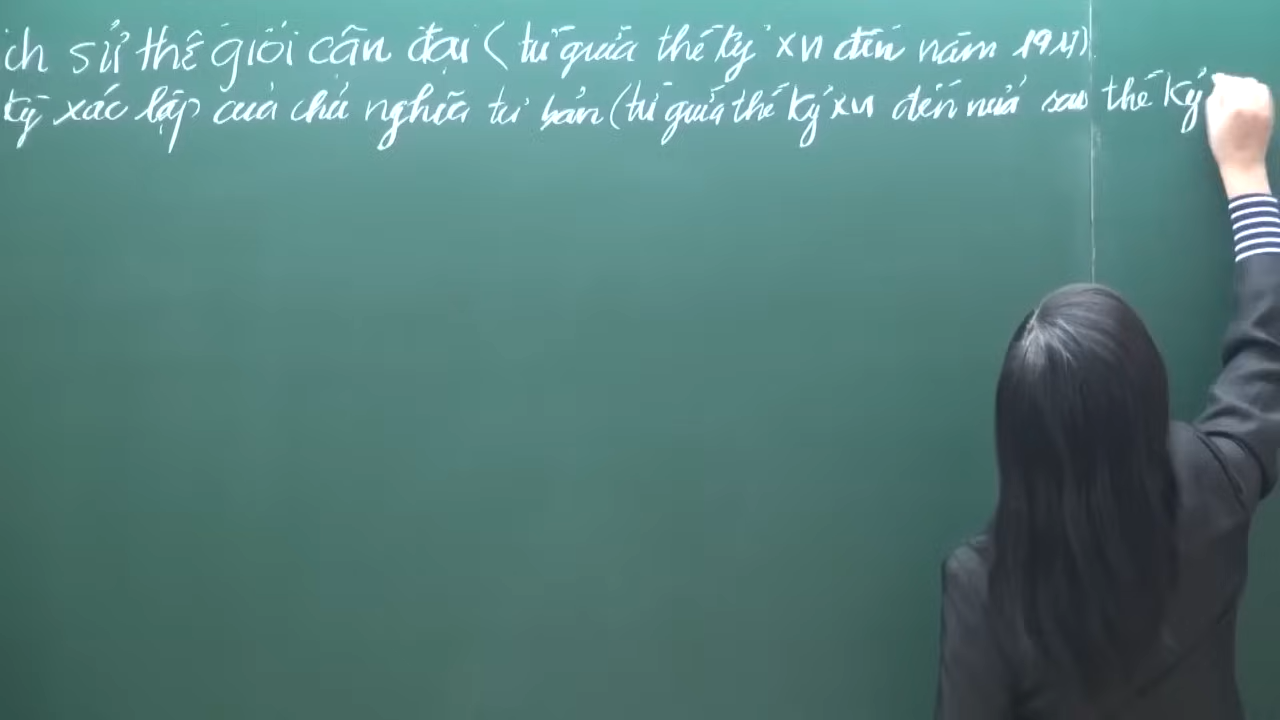 ich sử thế giới cận đại (từ giữa thế kỷ XVI đến năm 1917)
kỳ xác lập của chủ nghĩa tư bản (từ giữa thế kỷ XVI đến nửa sau thế kỷ